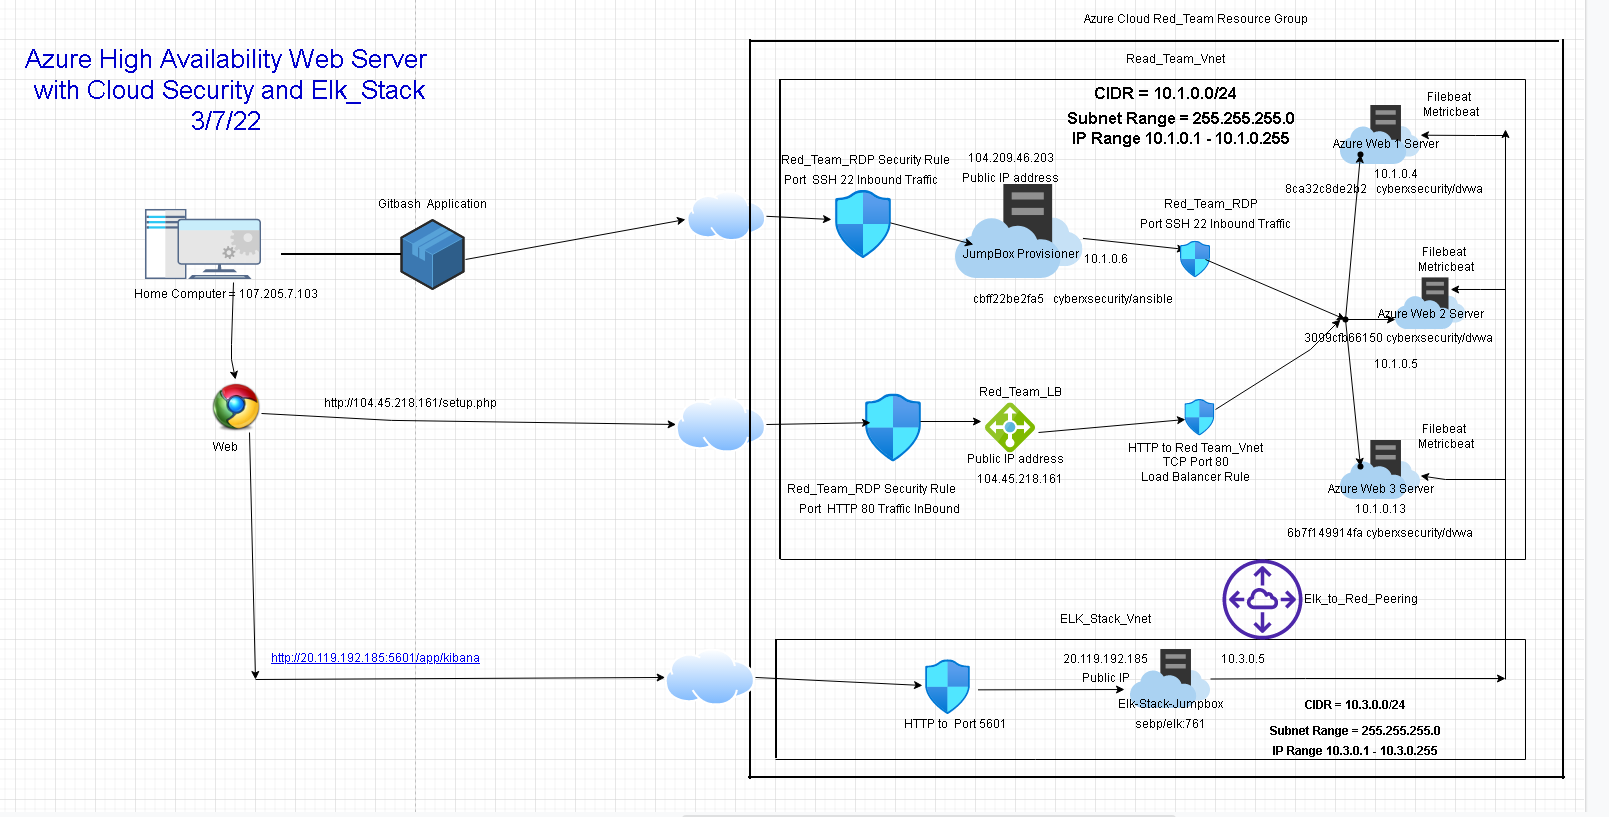 Azure Cloud Red_Team Resource Group
Azure High Availability Web Server
with Cloud Security and Elk_Stack
3/7/22
Read_Team_Vnet
CIDR = 10.1.0.0/24
Subnet Range = 255.255.255.0
IP Range 10.1.0.1 - 10.1.0.255
Filebeat
Metricbeat
Azure Web 1 Server
10.1.0.4
8ca32c8de2b2 cyberxsecurity/dvwa
Red_Team_RDP Security Rule
Port SSH 22 Inbound Traffic
104.209.46.203
Public IP address
JumpBox Provisioner
10.1.0.6
cbff22be2fa5 cyberxsecurity/ansible
Red_Team_RDP
Port SSH 22 Inbound Traffic
Gitbash Application
Home Computer = 107.205.7.103
Filebeat
Metricbeat
Azure Web 2 Server
3099cfb66150 cyberxsecurity/dvwa
10.1.0.5
http://104.45.218.161/setup.php
Web
Red_Team_LB
Public IP address
104.45.218.161
Red_Team_RDP Security Rule
Port HTTP 80 Traffic InBound
HTTP to Red Team_Vnet
TCP Port 80
Load Balancer Rule
Filebeat
Metricbeat
Azure Web 3 Server
10.1.0.13
6b7f149914fa cyberxsecurity/dvwa
Elk_to_Red_Peering
ELK_Stack_Vnet
http://20.119.192.185:5601/app/kibana
HTTP to Port 5601
20.119.192.185
Public IP
10.3.0.5
Elk-Stack-Jumpbox
sebp/elk:761
CIDR = 10.3.0.0/24
Subnet Range = 255.255.255.0
IP Range 10.3.0.1 - 10.3.0.255